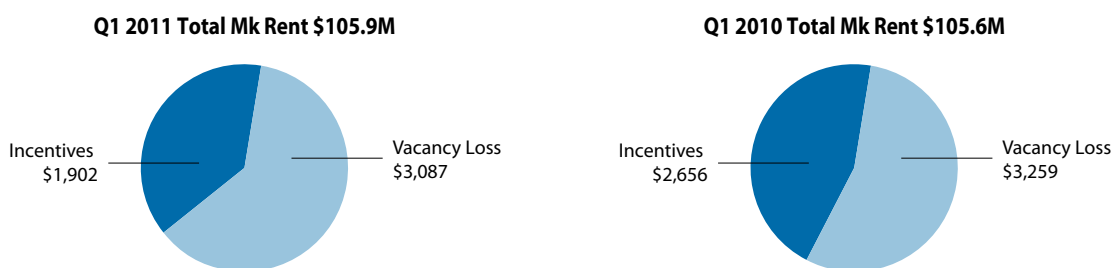 Q1 2011 Total Mk Rent $105.9M
Incentives
$1,902
Vacancy Loss
$3,087
Q1 2010 Total Mk Rent $105.6M
Incentives
$2,656
Vacancy Loss
$3,259